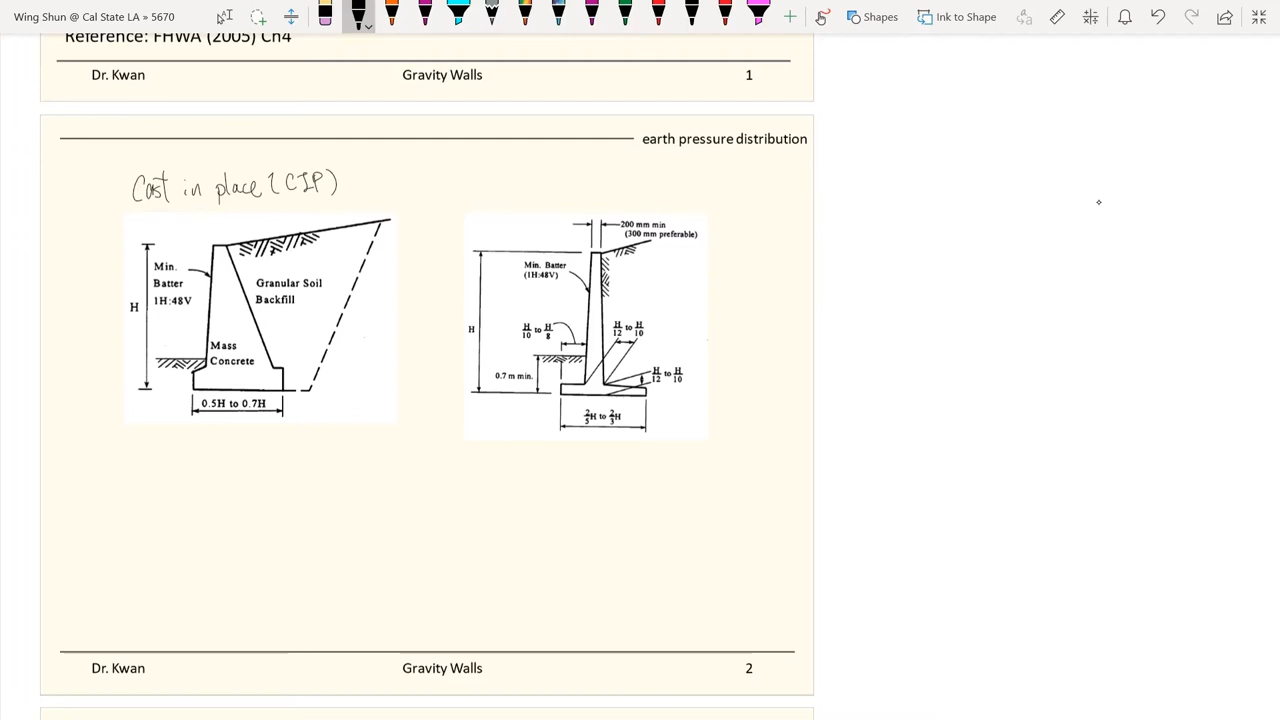 Wing Shun @ Cal State LA » 5670
Shapes
Ink to Shape
Reference: FHWA (2005) Ch4
Dr. Kwan
Gravity Walls
1
earth pressure distribution
Cast in place (CIP)
H
Min.
Batter
1H:48V
Granular Soil
Backfill
Mass
Concrete
0.5H to 0.7H
200 mm min
(300 mm preferable)
Min. Batter
(1H:48V)
H
H/10 to H/8
H/12 to H/10
0.7 m min.
H/12 to H/10
2/5 H to 2/3 H
Dr. Kwan
Gravity Walls
2